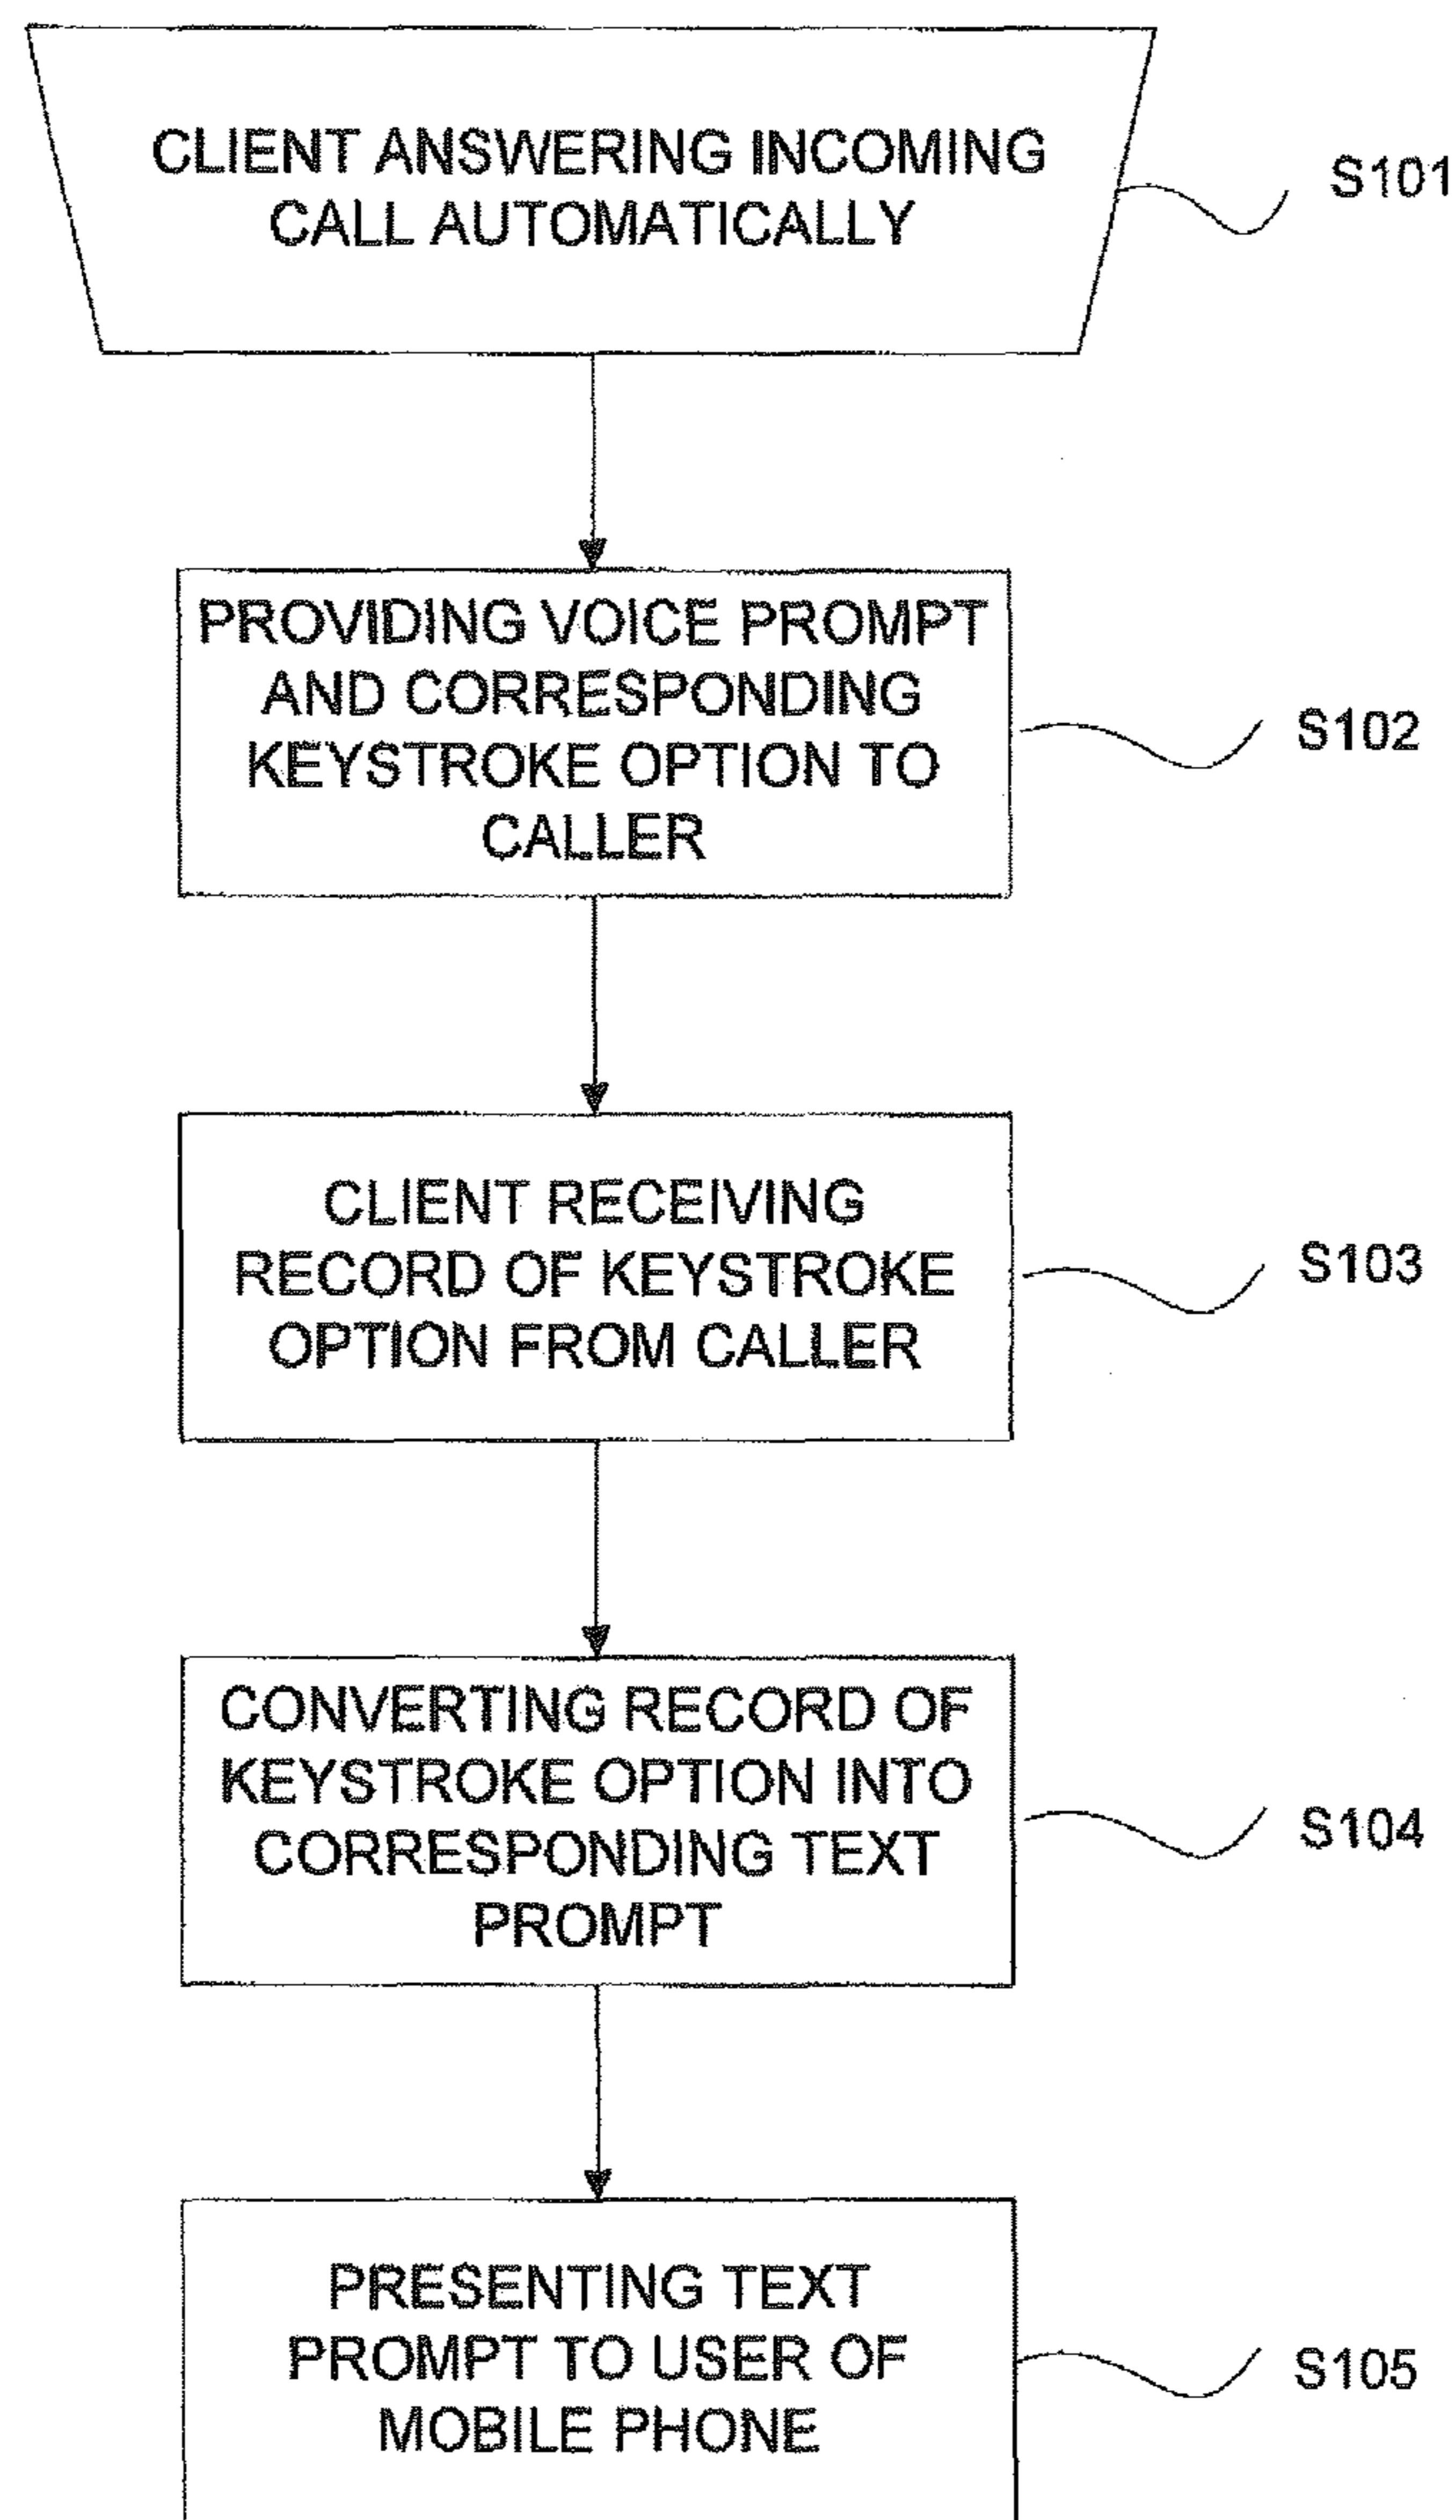 CLIENT ANSWERING INCOMING
CALL AUTOMATICALLY
S101
PROVIDING VOICE PROMPT
AND CORRESPONDING
KEYSTROKE OPTION TO
CALLER
S102
CLIENT RECEIVING
RECORD OF KEYSTROKE
OPTION FROM CALLER
S103
CONVERTING RECORD OF
KEYSTROKE OPTION INTO
CORRESPONDING TEXT
PROMPT
S104
PRESENTING TEXT
PROMPT TO USER OF
MOBILE PHONE
S105